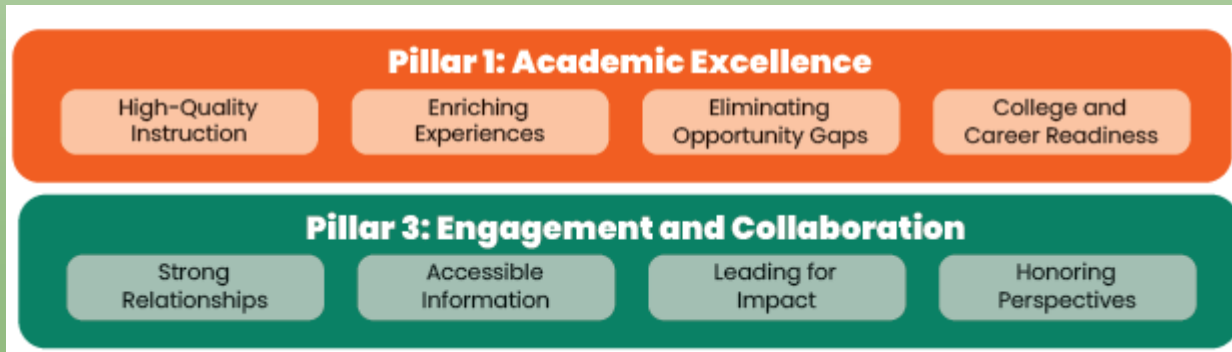 Pillar 1: Academic Excellence
High-Quality
Instruction
Enriching
Experiences
Eliminating
Opportunity Gaps
College and
Career Readiness
Pillar 3: Engagement and Collaboration
Strong
Relationships
Accessible
Information
Leading for
Impact
Honoring
Perspectives